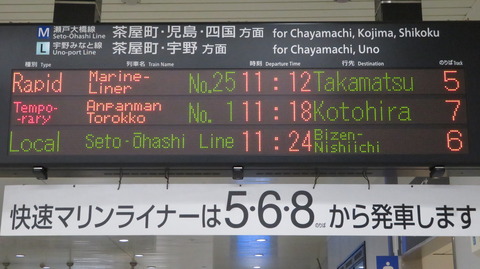 M 瀬戸大橋線 Seto-Ohashi Line 茶屋町・児島・四国 方面 for Chayamachi, Kojima, Shikoku
L 宇野みなと線 Uno-port Line 茶屋町・宇野 方面 for Chayamachi, Uno
種別 Type 列車名 Train Name 時刻 Departure Time 行先 Destination のりば Track
Rapid Marine-Liner No.25 11:12 Takamatsu 5
Tempo-rary Anpanman Torokko No. 1 11:18 Kotohira 7
Local Seto-Ōhashi Line 11:24 Bizen-Nishiichi 6
快速マリンライナーは5・6・8のりばから発車します